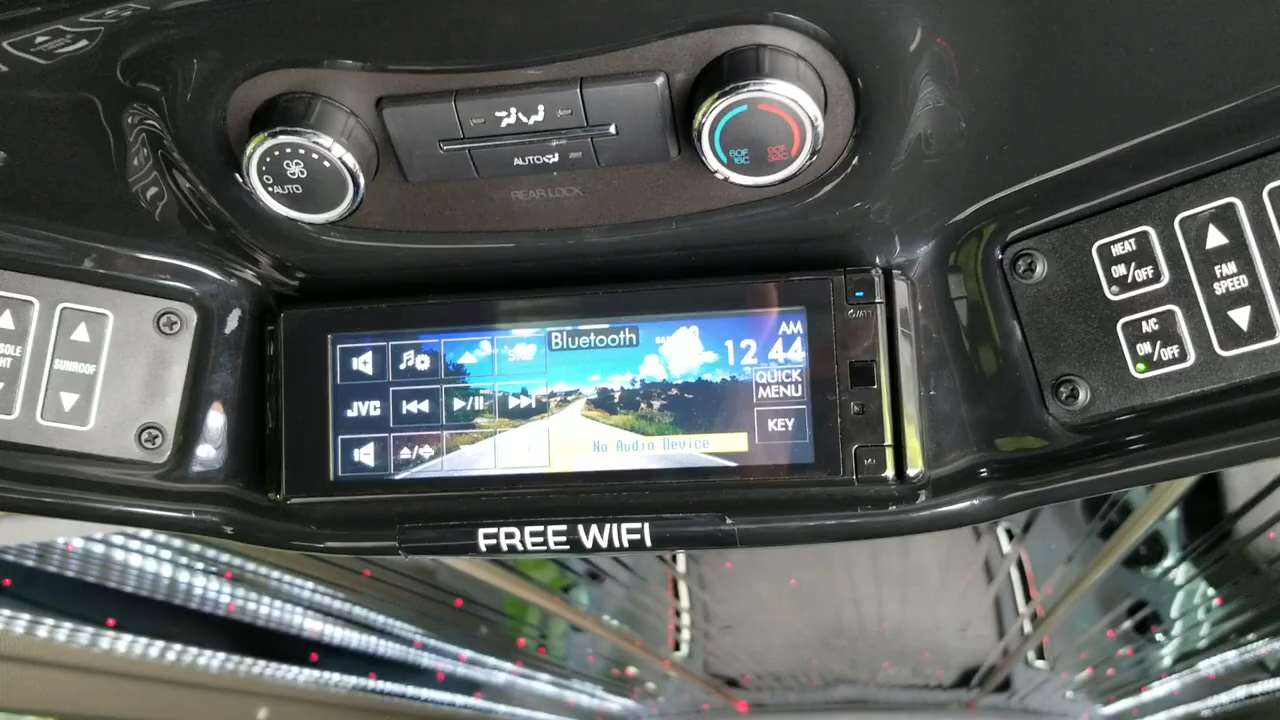 AUTO
AUTO
REAR LOCK
60F
16C
90F
32C
SUNROOF
HEAT
ON/OFF
FAN
SPEED
A/C
ON/OFF
Bluetooth
AM
12 44
QUICK
MENU
KEY
JVC
No Audio Device
FREE WIFI